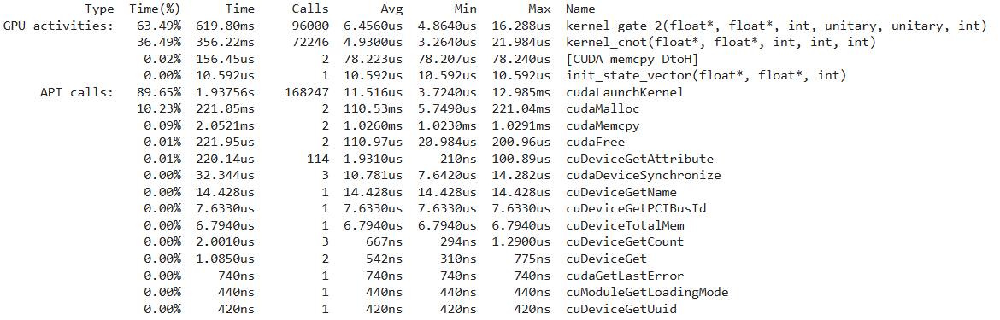 Type Time(%) Time Calls Avg Min Max Name
GPU activities: 63.49% 619.80ms 96000 6.4560us 4.8640us 16.288us kernel_gate_2(float*, float*, int, unitary, unitary, int)
36.49% 356.22ms 72246 4.9300us 3.2640us 21.984us kernel_cnot(float*, float*, int, int, int)
0.02% 156.45us 2 78.223us 78.207us 78.240us [CUDA memcpy DtoH]
0.00% 10.592us 1 10.592us 10.592us 10.592us init_state_vector(float*, float*, int)
API calls: 89.65% 1.93756s 168247 11.516us 3.7240us 12.985ms cudaLaunchKernel
10.23% 221.05ms 2 110.53ms 5.7490us 221.04ms cudaMalloc
0.09% 2.0521ms 2 1.0260ms 1.0230ms 1.0291ms cudaMemcpy
0.01% 221.95us 2 110.97us 20.984us 200.96us cudaFree
0.01% 220.14us 114 1.9310us 210ns 100.89us cuDeviceGetAttribute
0.00% 32.344us 3 10.781us 7.6420us 14.282us cudaDeviceSynchronize
0.00% 14.428us 1 14.428us 14.428us 14.428us cuDeviceGetName
0.00% 7.6330us 1 7.6330us 7.6330us 7.6330us cuDeviceGetPCIBusId
0.00% 6.7940us 1 6.7940us 6.7940us 6.7940us cuDeviceTotalMem
0.00% 2.0010us 3 667ns 294ns 1.2900us cuDeviceGetCount
0.00% 1.0850us 2 542ns 310ns 775ns cuDeviceGet
0.00% 740ns 1 740ns 740ns 740ns cudaGetLastError
0.00% 440ns 1 440ns 440ns 440ns cuModuleGetLoadingMode
0.00% 420ns 1 420ns 420ns 420ns cuDeviceGetUuid